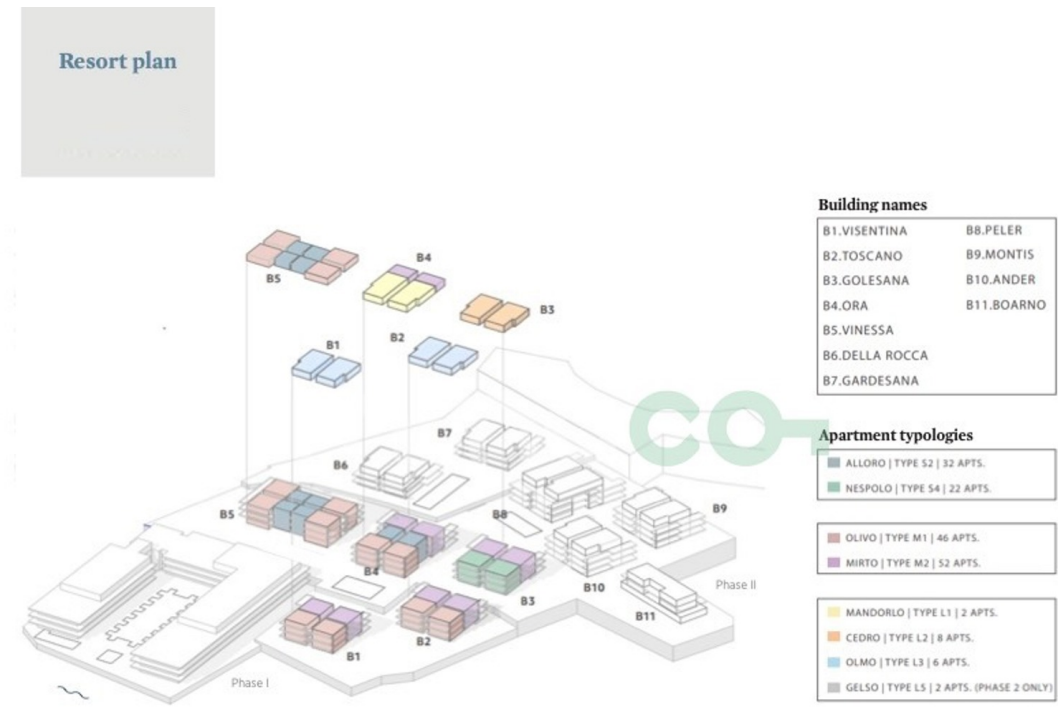 Resort plan
Building names
B1.VISENTINA
B2.TOSCANO
B3.GOLESANA
B4.ORA
B5.VINESSA
B6.DELLA ROCCA
B7.GARDESANA
B8.PELER
B9.MONTIS
B10.ANDER
B11.BOARNO
B5
B4
B3
B1
B2
B7
B6
B5
B8
B9
B4
B3
B10
B11
B2
B1
Phase I
Phase II
Apartment typologies
ALLORO | TYPE S2 | 32 APTS.
NESPOLO | TYPE S4 | 22 APTS.
OLIVO | TYPE M1 | 46 APTS.
MIRTO | TYPE M2 | 52 APTS.
MANDORLO | TYPE L1 | 2 APTS.
CEDRO | TYPE L2 | 8 APTS.
OLMO | TYPE L3 | 6 APTS.
GELSO | TYPE L5 | 2 APTS. (PHASE 2 ONLY)